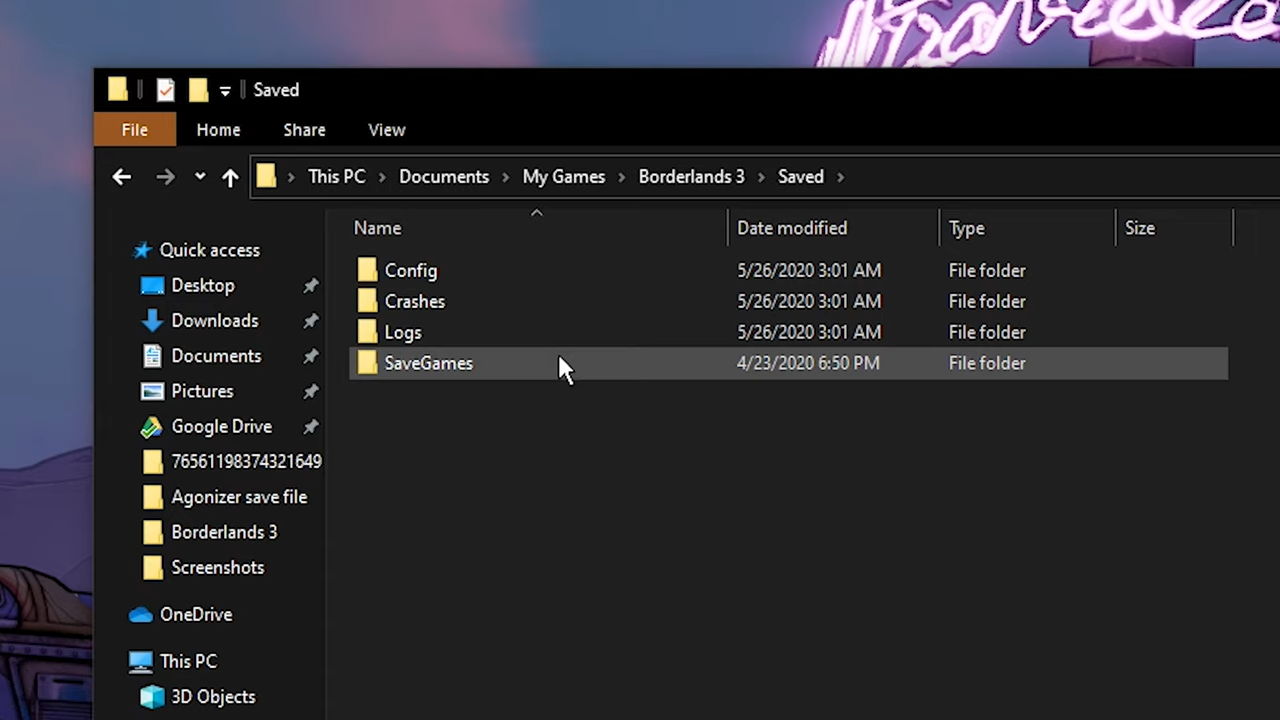 Saved
File Home Share View
This PC Documents My Games Borderlands 3 Saved
Name Date modified Type Size
Quick access
Config 5/26/2020 3:01 AM File folder
Desktop
Crashes 5/26/2020 3:01 AM File folder
Downloads
Logs 5/26/2020 3:01 AM File folder
Documents
SaveGames 4/23/2020 6:50 PM File folder
Pictures
Google Drive
76561198374321649
Agonizer save file
Borderlands 3
Screenshots
OneDrive
This PC
3D Objects